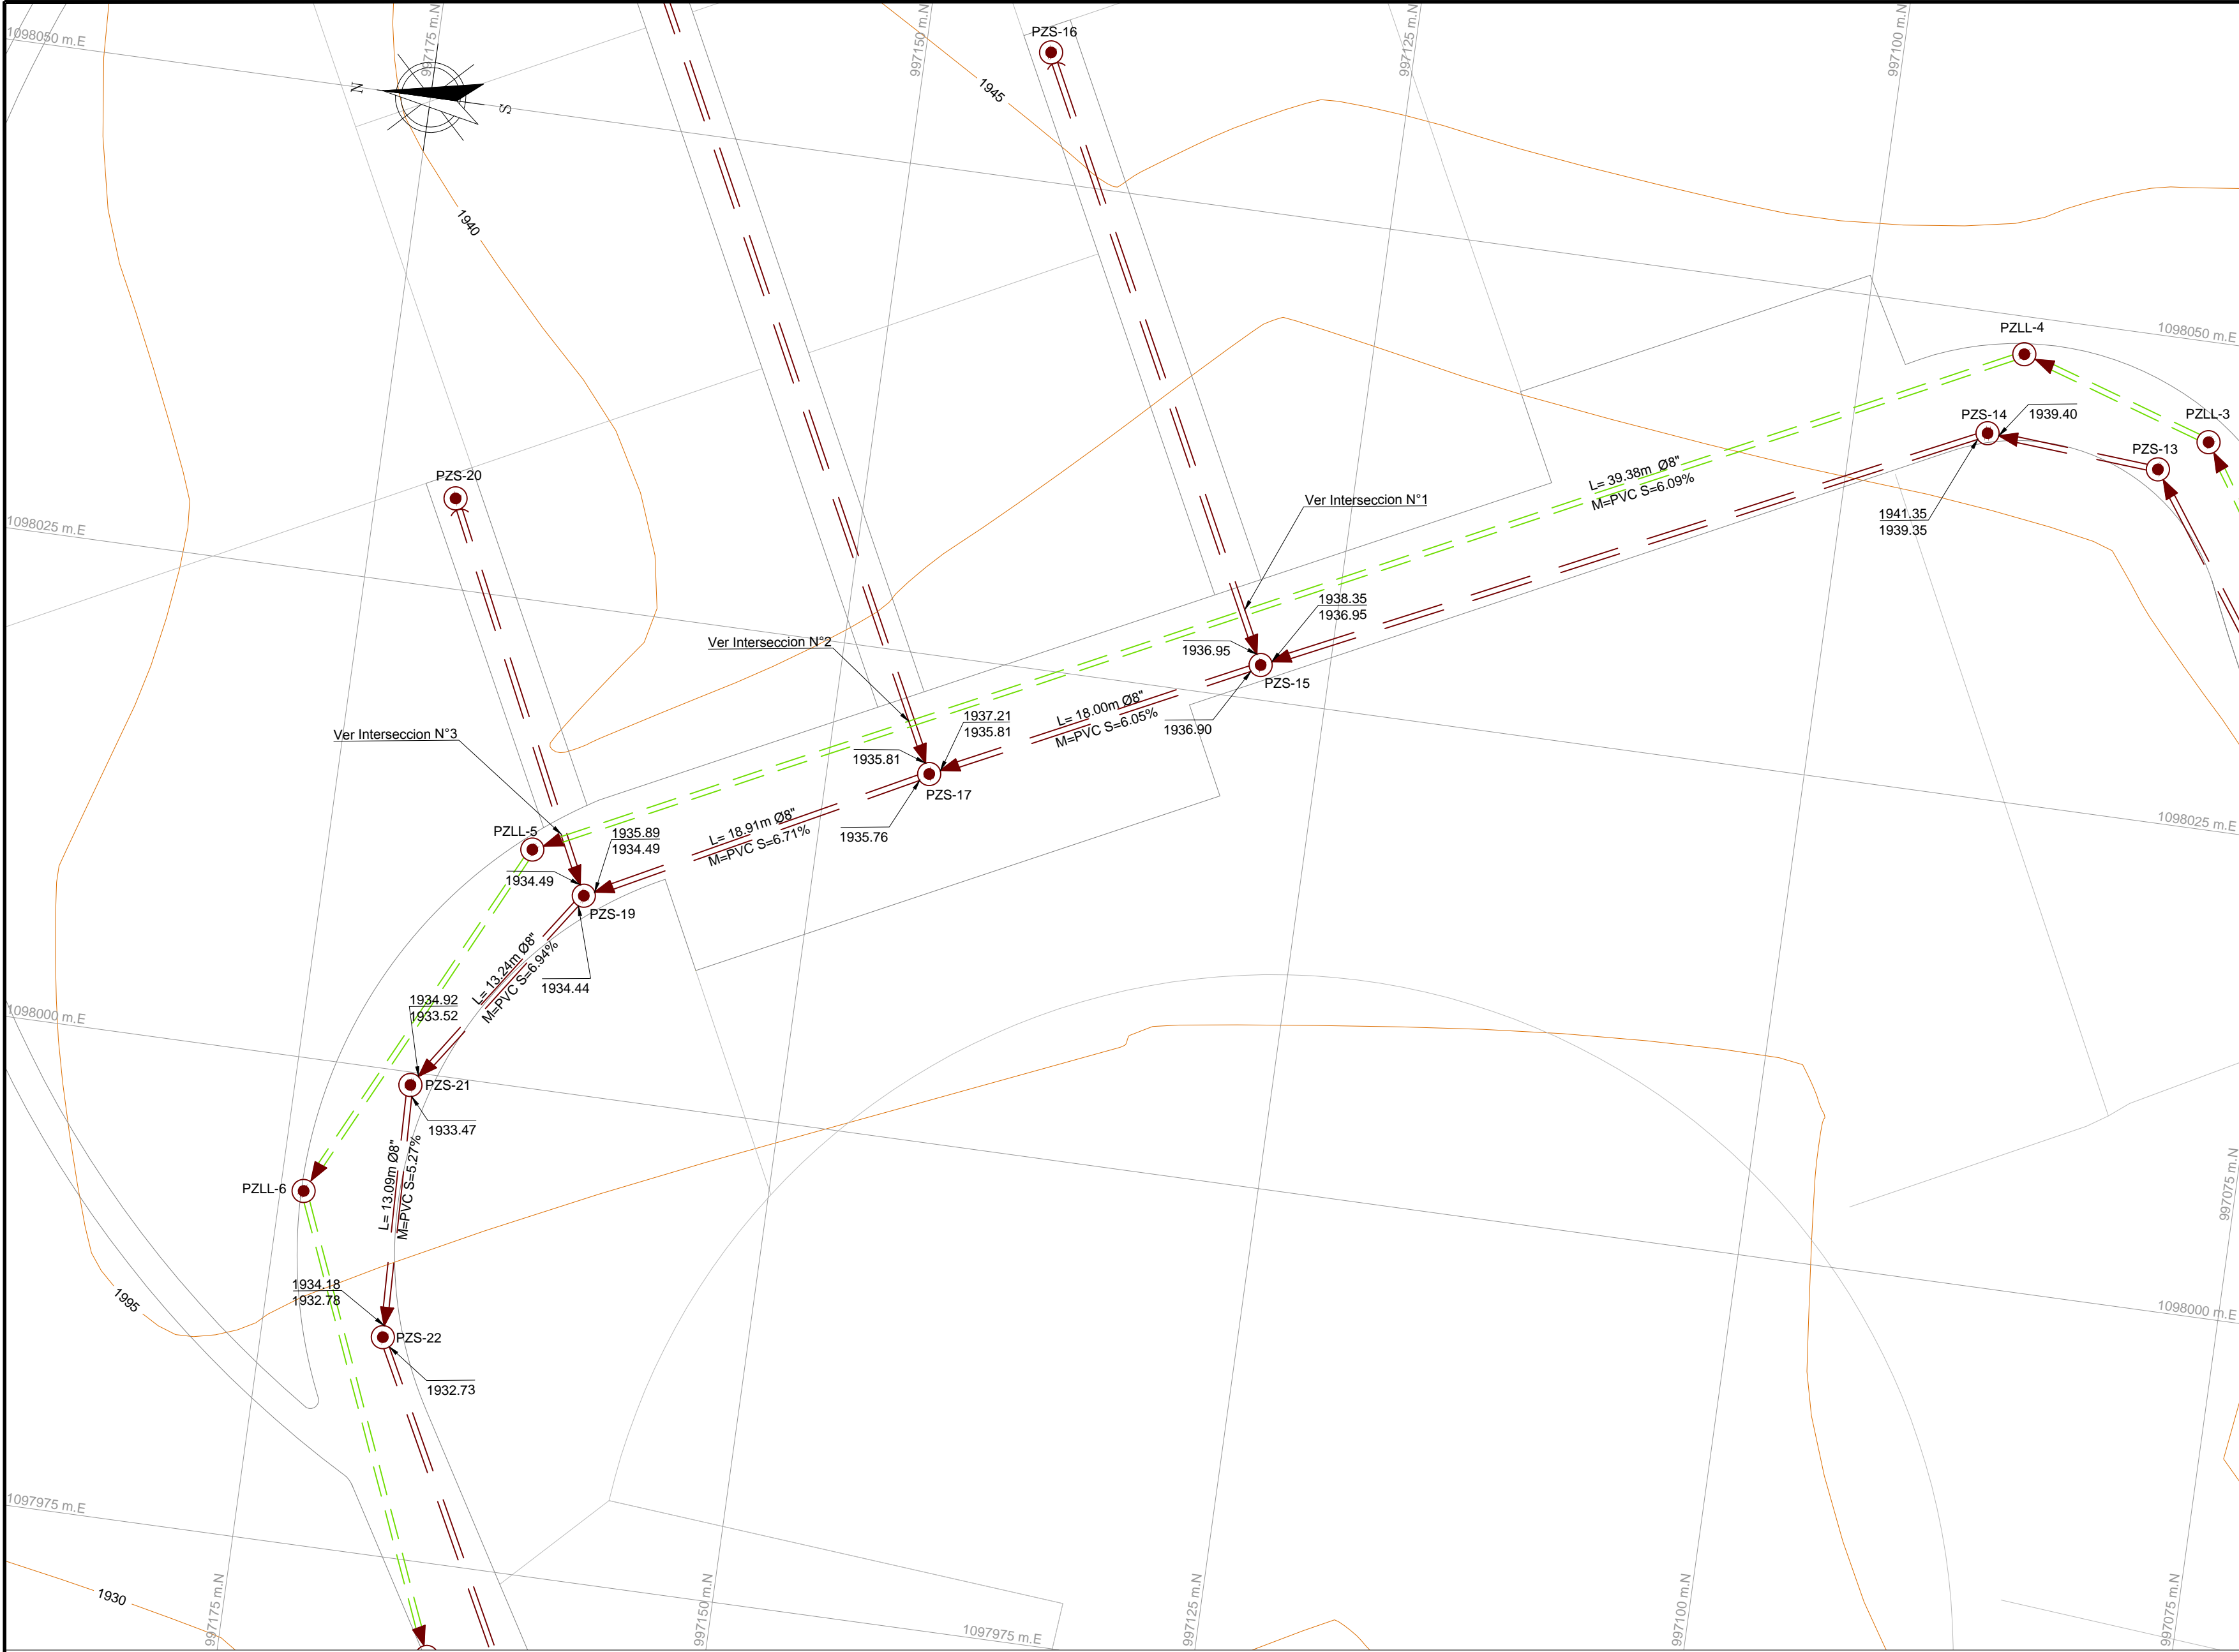 1098050 m.E
997175 m.N
997150 m.N
997125 m.N
997100 m.N
PZS-16
N
S
1945
1940
1098050 m.E
PZLL-4
PZS-14
1939.40
PZLL-3
PZS-13
PZS-20
L= 39.38m Ø8"
M=PVC S=6.09%
Ver Interseccion N°1
1941.35
1939.35
1098025 m.E
1938.35
1936.95
1936.95
Ver Interseccion N°2
PZS-15
L= 18.00m Ø8"
M=PVC S=6.05%
1936.90
1937.21
1935.81
1935.81
Ver Interseccion N°3
PZS-17
1935.76
L= 18.91m Ø8"
M=PVC S=6.71%
1098025 m.E
PZLL-5
1935.89
1934.49
1934.49
PZS-19
1934.44
L= 13.24m Ø8"
M=PVC S=6.94%
1934.92
1933.52
1098000 m.E
PZS-21
1933.47
L= 13.09m Ø8"
M=PVC S=5.27%
PZLL-6
997075 m.N
1934.18
1932.78
1995
PZS-22
1932.73
1098000 m.E
1097975 m.E
1930
997175 m.N
997150 m.N
1097975 m.E
997125 m.N
997100 m.N
997075 m.N